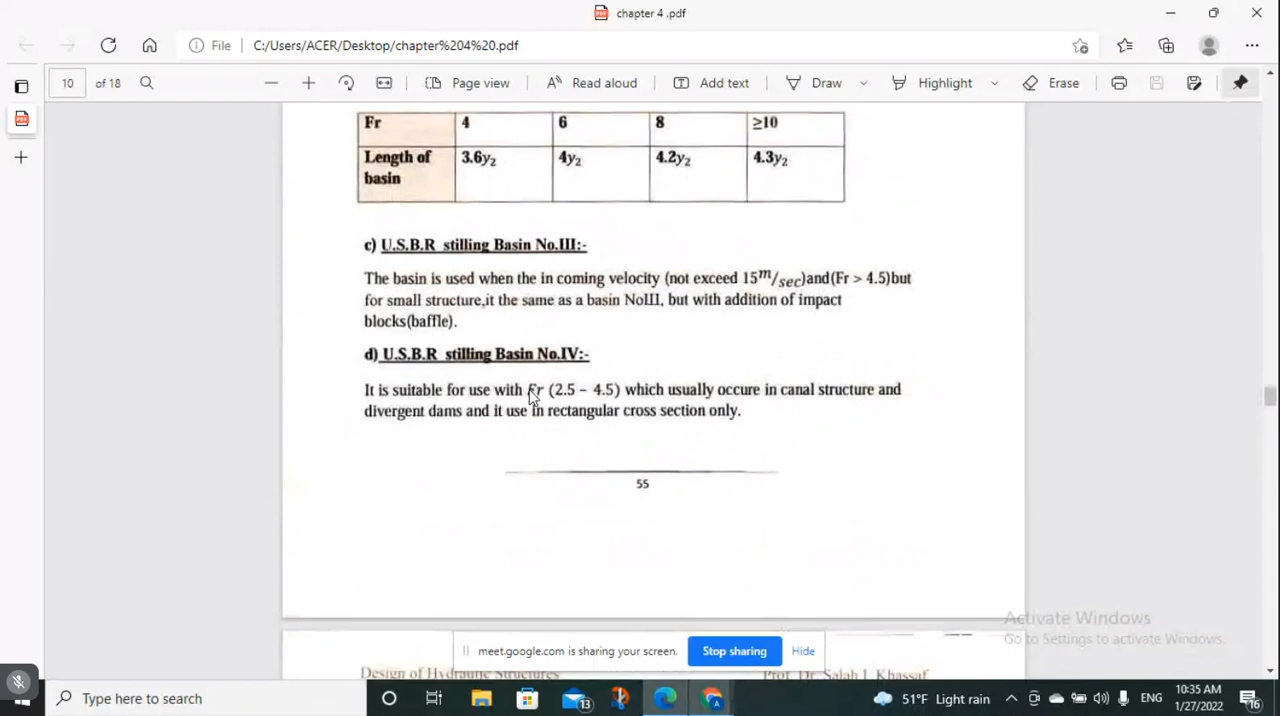 chapter 4 .pdf
File C:/Users/ACER/Desktop/chapter%204%20.pdf
10 of 18 Page view Read aloud Add text Draw Highlight Erase
Fr 4 6 8 ≥10
Length of basin 3.6y₂ 4y₂ 4.2y₂ 4.3y₂
c) U.S.B.R stilling Basin No.III:-
The basin is used when the in coming velocity (not exceed 15 m/sec)and(Fr > 4.5)but
for small structure,it the same as a basin NoIII, but with addition of impact
blocks(baffle).
d) U.S.B.R stilling Basin No.IV:-
It is suitable for use with Fr (2.5 − 4.5) which usually occure in canal structure and
divergent dams and it use in rectangular cross section only.
55
Activate Windows
Go to Settings to activate Windows.
meet.google.com is sharing your screen. Stop sharing Hide
Design of Hydraulic Structures Prof. Dr. Salah I. Khassaf
Type here to search 13 A 51°F Light rain ENG 10:35 AM
1/27/2022 16